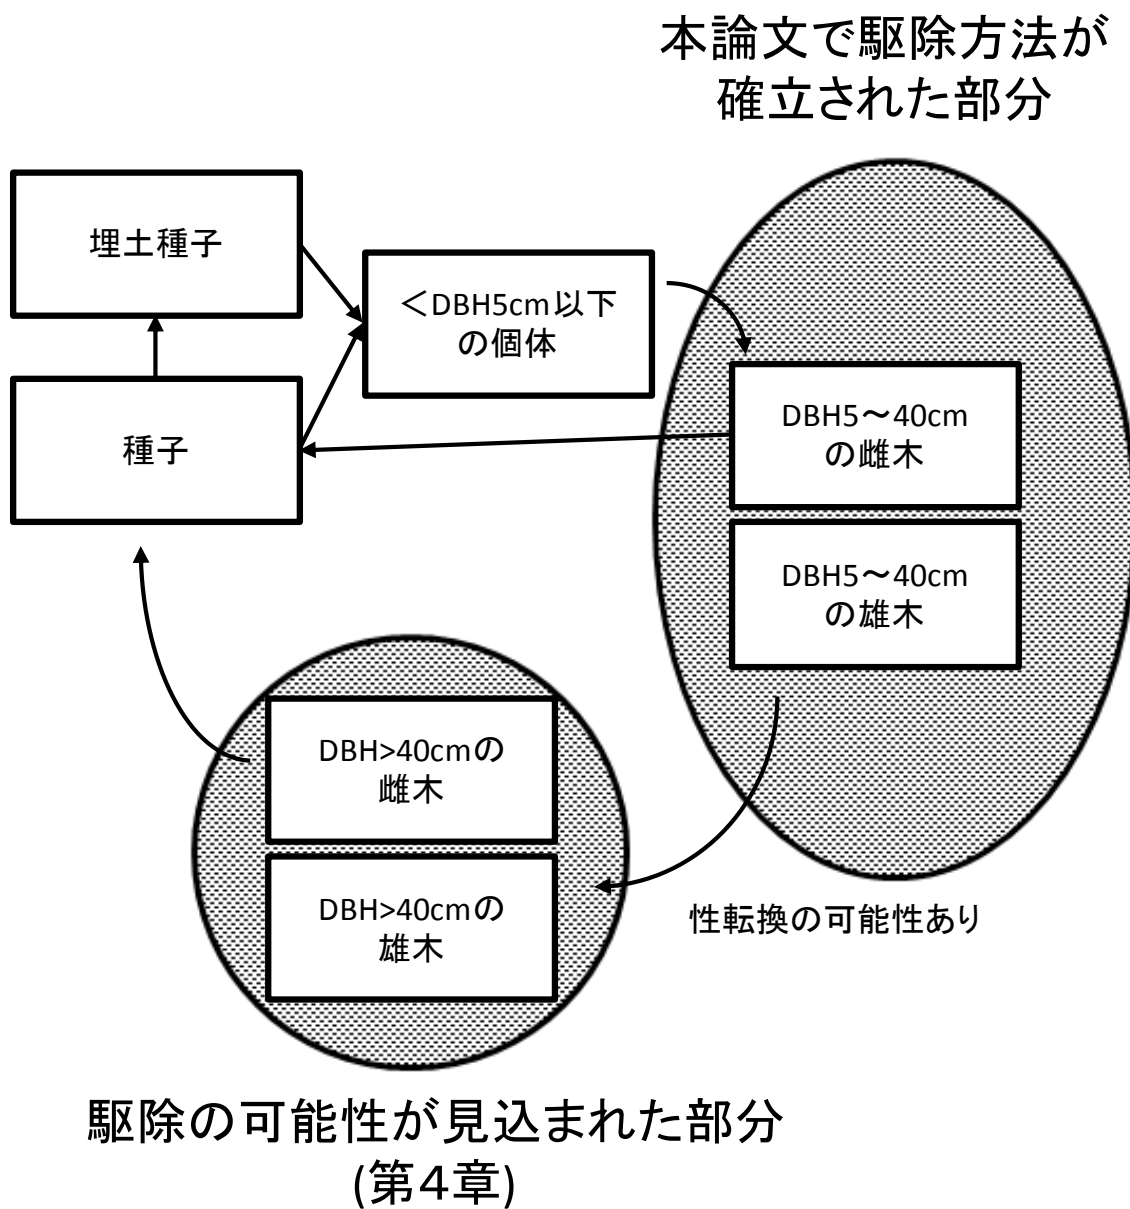 本論文で駆除方法が
確立された部分
埋土種子
＜DBH5cm以下
の個体
種子
DBH5～40cm
の雌木
DBH5～40cm
の雄木
DBH>40cmの
雌木
DBH>40cmの
雄木
性転換の可能性あり
駆除の可能性が見込まれた部分
(第４章)